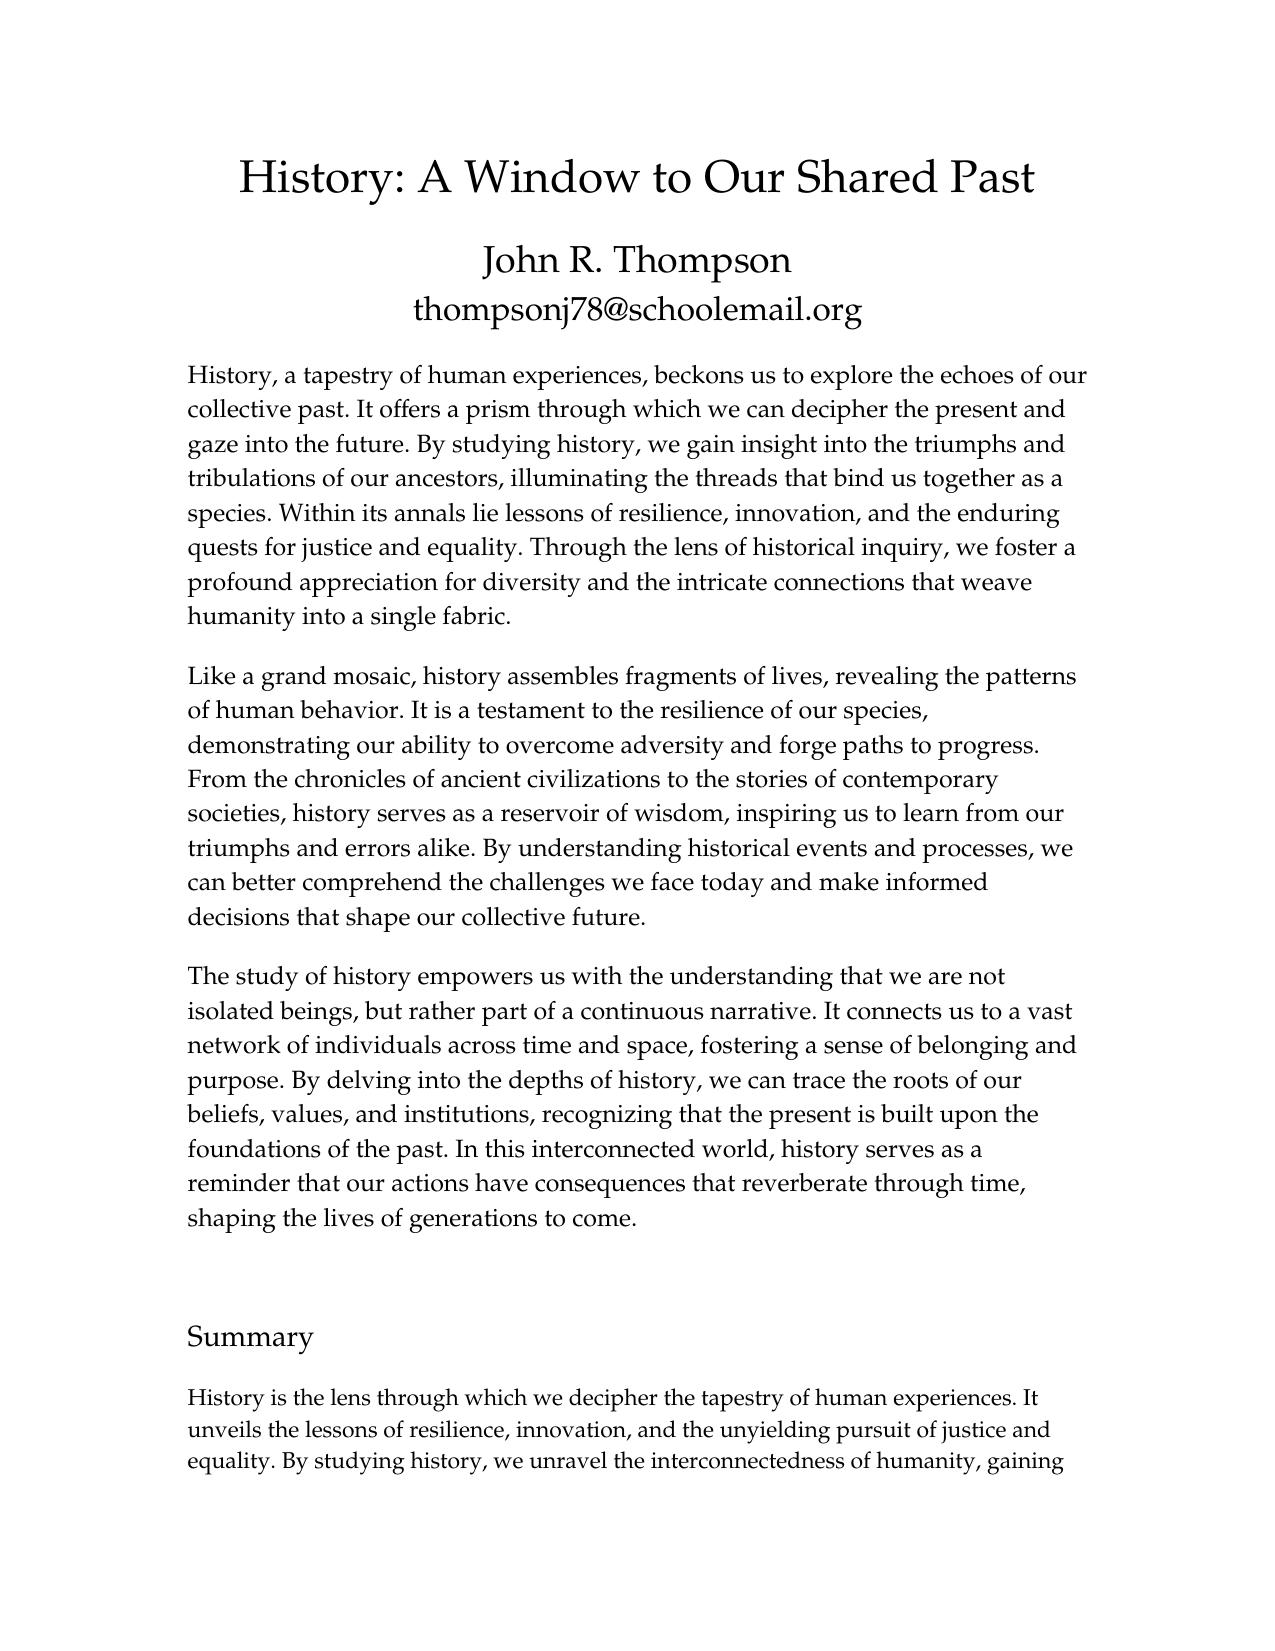 History: A Window to Our Shared Past
John R. Thompson
thompsonj78@schoolemail.org
History, a tapestry of human experiences, beckons us to explore the echoes of our
collective past. It offers a prism through which we can decipher the present and
gaze into the future. By studying history, we gain insight into the triumphs and
tribulations of our ancestors, illuminating the threads that bind us together as a
species. Within its annals lie lessons of resilience, innovation, and the enduring
quests for justice and equality. Through the lens of historical inquiry, we foster a
profound appreciation for diversity and the intricate connections that weave
humanity into a single fabric.
Like a grand mosaic, history assembles fragments of lives, revealing the patterns
of human behavior. It is a testament to the resilience of our species,
demonstrating our ability to overcome adversity and forge paths to progress.
From the chronicles of ancient civilizations to the stories of contemporary
societies, history serves as a reservoir of wisdom, inspiring us to learn from our
triumphs and errors alike. By understanding historical events and processes, we
can better comprehend the challenges we face today and make informed
decisions that shape our collective future.
The study of history empowers us with the understanding that we are not
isolated beings, but rather part of a continuous narrative. It connects us to a vast
network of individuals across time and space, fostering a sense of belonging and
purpose. By delving into the depths of history, we can trace the roots of our
beliefs, values, and institutions, recognizing that the present is built upon the
foundations of the past. In this interconnected world, history serves as a
reminder that our actions have consequences that reverberate through time,
shaping the lives of generations to come.
Summary
History is the lens through which we decipher the tapestry of human experiences. It
unveils the lessons of resilience, innovation, and the unyielding pursuit of justice and
equality. By studying history, we unravel the interconnectedness of humanity, gaining